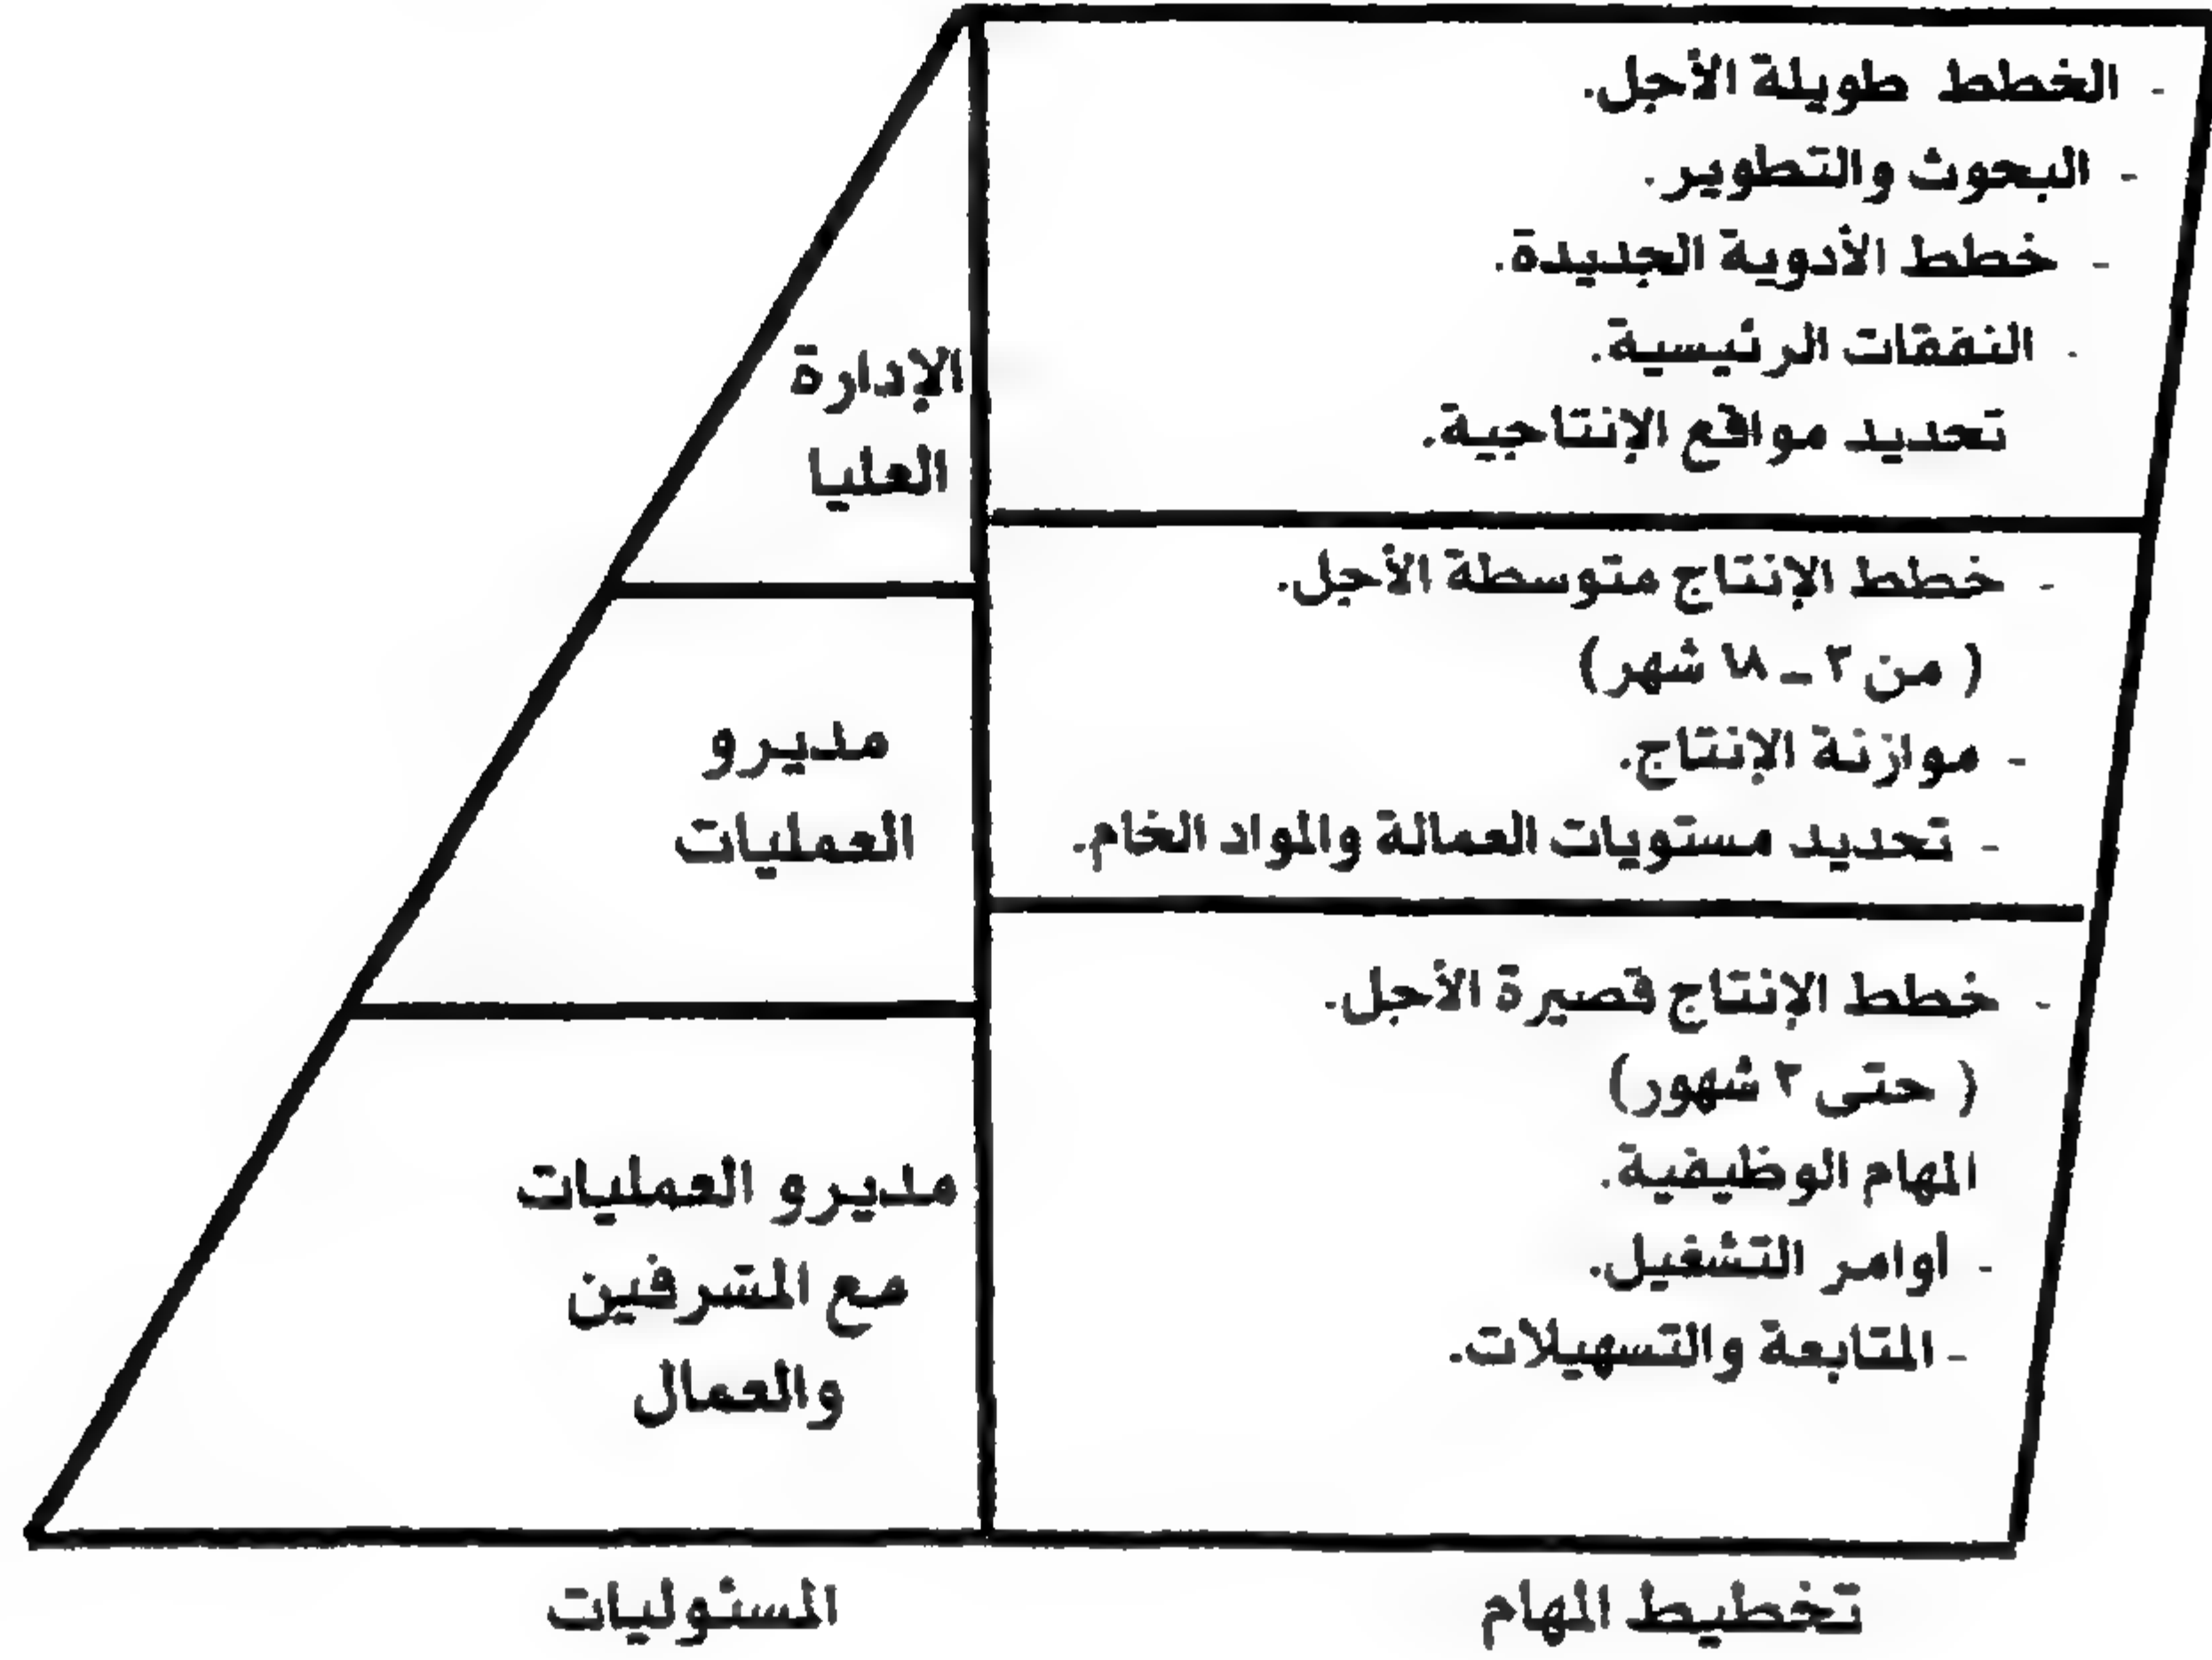 - الخطط طويلة الأجل.
- البحوث والتطوير.
- خطط الأدوية الجديدة.
- النفقات الرئيسية.
تحديد مواقع الإنتاجية.
- خطط الإنتاج متوسطة الأجل.
( من ٣ - ١٨ شهر)
- موازنة الإنتاج.
- تحديد مستويات العمالة والمواد الخام.
- خطط الإنتاج قصيرة الأجل.
( حتى ٣ شهور)
المهام الوظيفية.
- أوامر التشغيل.
- المتابعة والتسهيلات.
تخطيط المهام
الإدارة
العليا
مديرو
العمليات
مديرو العمليات
مع المشرفين
والعمال
المسئوليات